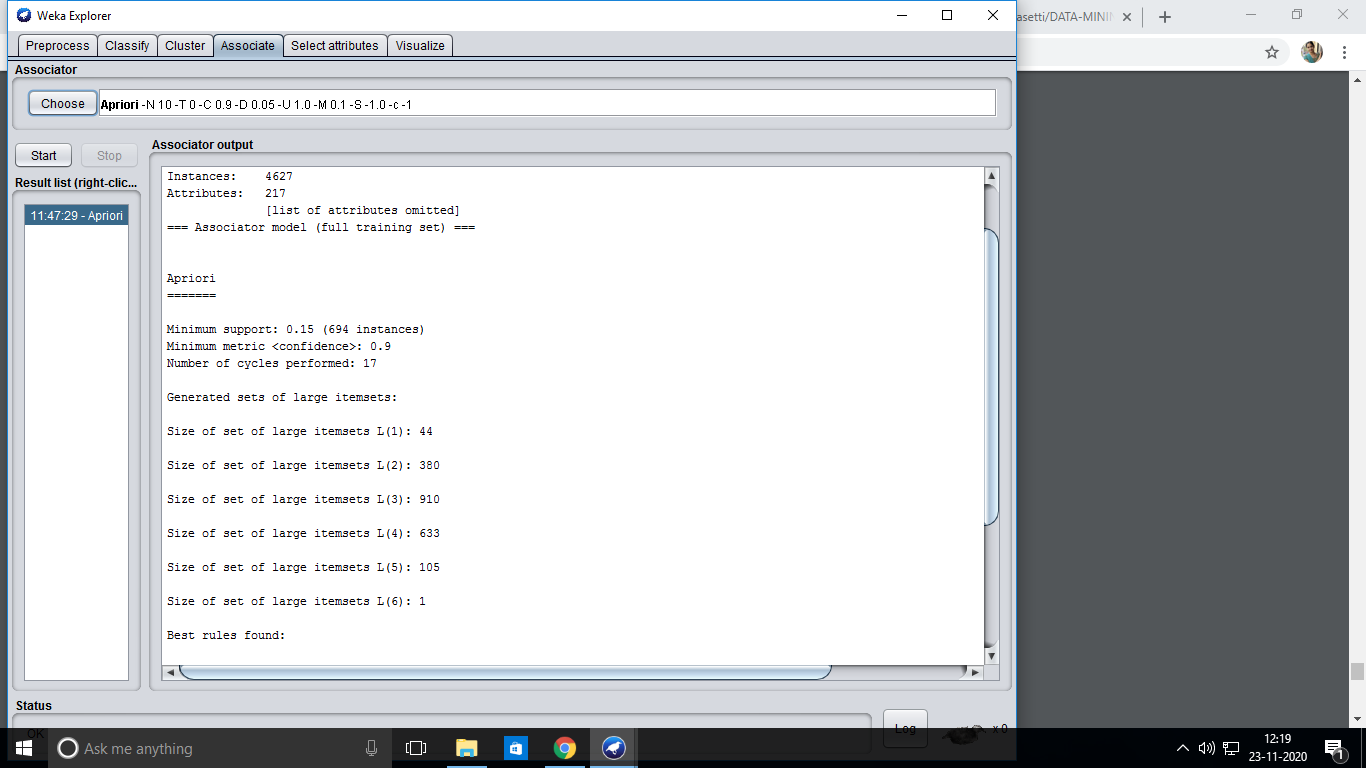 Weka Explorer
asetti/DATA-MINI
Preprocess Classify Cluster Associate Select attributes Visualize
Associator
Choose Apriori -N 10 -T 0 -C 0.9 -D 0.05 -U 1.0 -M 0.1 -S -1.0 -c -1
Start Stop
Associator output
Result list (right-clic...
11:47:29 - Apriori
Instances: 4627
Attributes: 217
[list of attributes omitted]
=== Associator model (full training set) ===
Apriori
=======
Minimum support: 0.15 (694 instances)
Minimum metric <confidence>: 0.9
Number of cycles performed: 17
Generated sets of large itemsets:
Size of set of large itemsets L(1): 44
Size of set of large itemsets L(2): 380
Size of set of large itemsets L(3): 910
Size of set of large itemsets L(4): 633
Size of set of large itemsets L(5): 105
Size of set of large itemsets L(6): 1
Best rules found:
Status
OK
Log
x 0
Ask me anything
12:19
23-11-2020
1